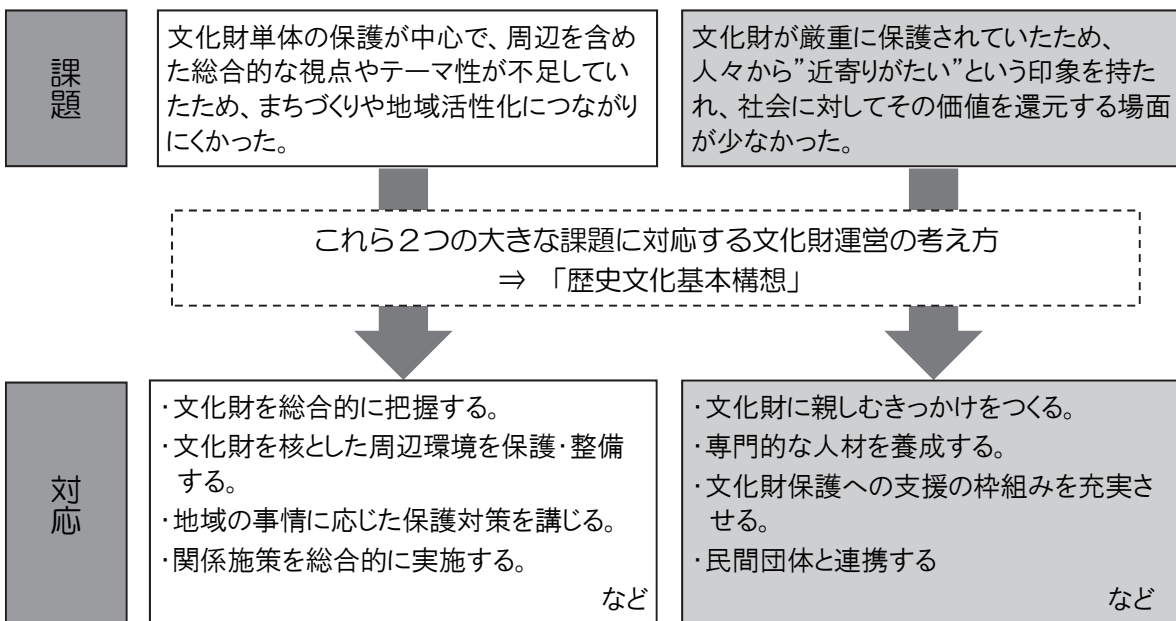 課題
文化財単体の保護が中心で、周辺を含め
た総合的な視点やテーマ性が不足してい
たため、まちづくりや地域活性化につながり
にくかった。
文化財が厳重に保護されていたため、
人々から”近寄りがたい”という印象を持た
れ、社会に対してその価値を還元する場面
が少なかった。
これら２つの大きな課題に対応する文化財運営の考え方
⇒ 「歴史文化基本構想」
対応
・文化財を総合的に把握する。
・文化財を核とした周辺環境を保護・整備
する。
・地域の事情に応じた保護対策を講じる。
・関係施策を総合的に実施する。
など
・文化財に親しむきっかけをつくる。
・専門的な人材を養成する。
・文化財保護への支援の枠組みを充実さ
せる。
・民間団体と連携する
など